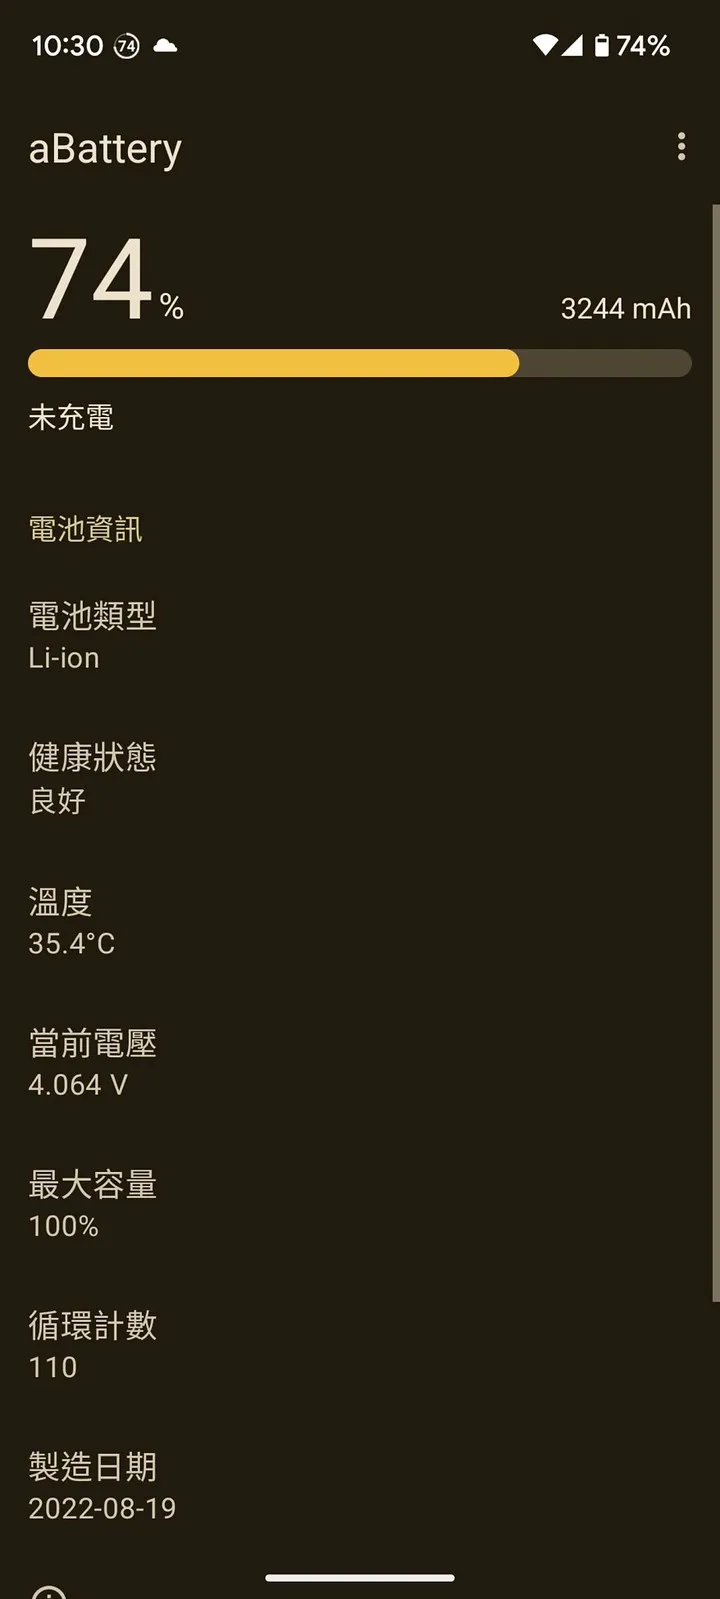 10:30 74 74%
aBattery
74% 3244 mAh
未充電
電池資訊
電池類型
Li-ion
健康狀態
良好
溫度
35.4°C
當前電壓
4.064 V
最大容量
100%
循環計數
110
製造日期
2022-08-19